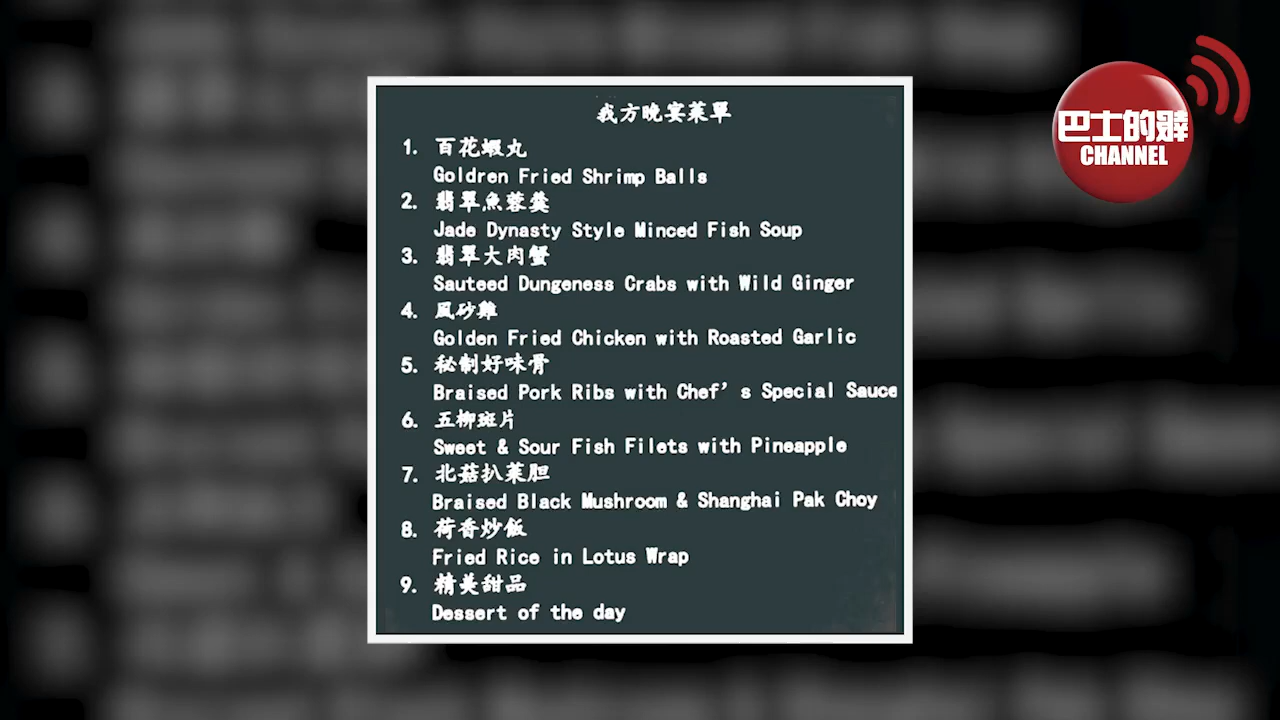 我方晚宴菜單
1. 百花蝦丸
Goldren Fried Shrimp Balls
2. 翡翠魚蓉羹
Jade Dynasty Style Minced Fish Soup
3. 翡翠大肉蟹
Sauteed Dungeness Crabs with Wild Ginger
4. 風砂雞
Golden Fried Chicken with Roasted Garlic
5. 秘制好味骨
Braised Pork Ribs with Chef's Special Sauce
6. 五柳斑片
Sweet & Sour Fish Filets with Pineapple
7. 北菇扒菜胆
Braised Black Mushroom & Shanghai Pak Choy
8. 荷香炒飯
Fried Rice in Lotus Wrap
9. 精美甜品
Dessert of the day
巴士的報
CHANNEL